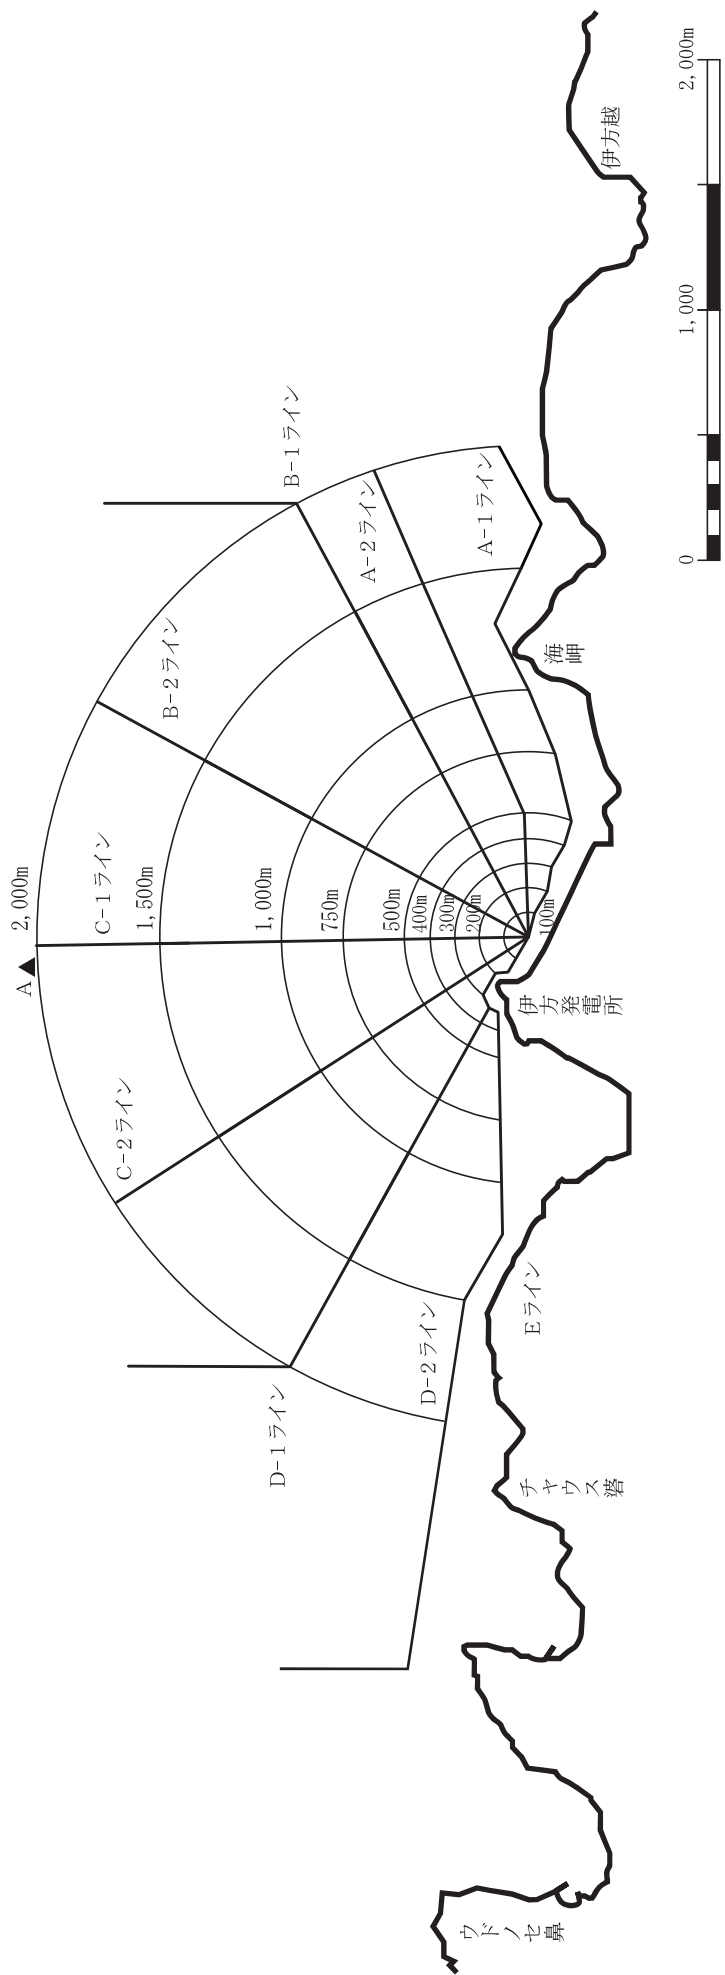 A▲
2,000m
1,500m
1,000m
750m
500m
400m
300m
200m
100m
A-1ライン
A-2ライン
B-1ライン
B-2ライン
C-1ライン
C-2ライン
D-1ライン
D-2ライン
Eライン
ウドノセ鼻
チャウス碆
伊方発電所
海岬
伊方越
0
1,000
2,000m